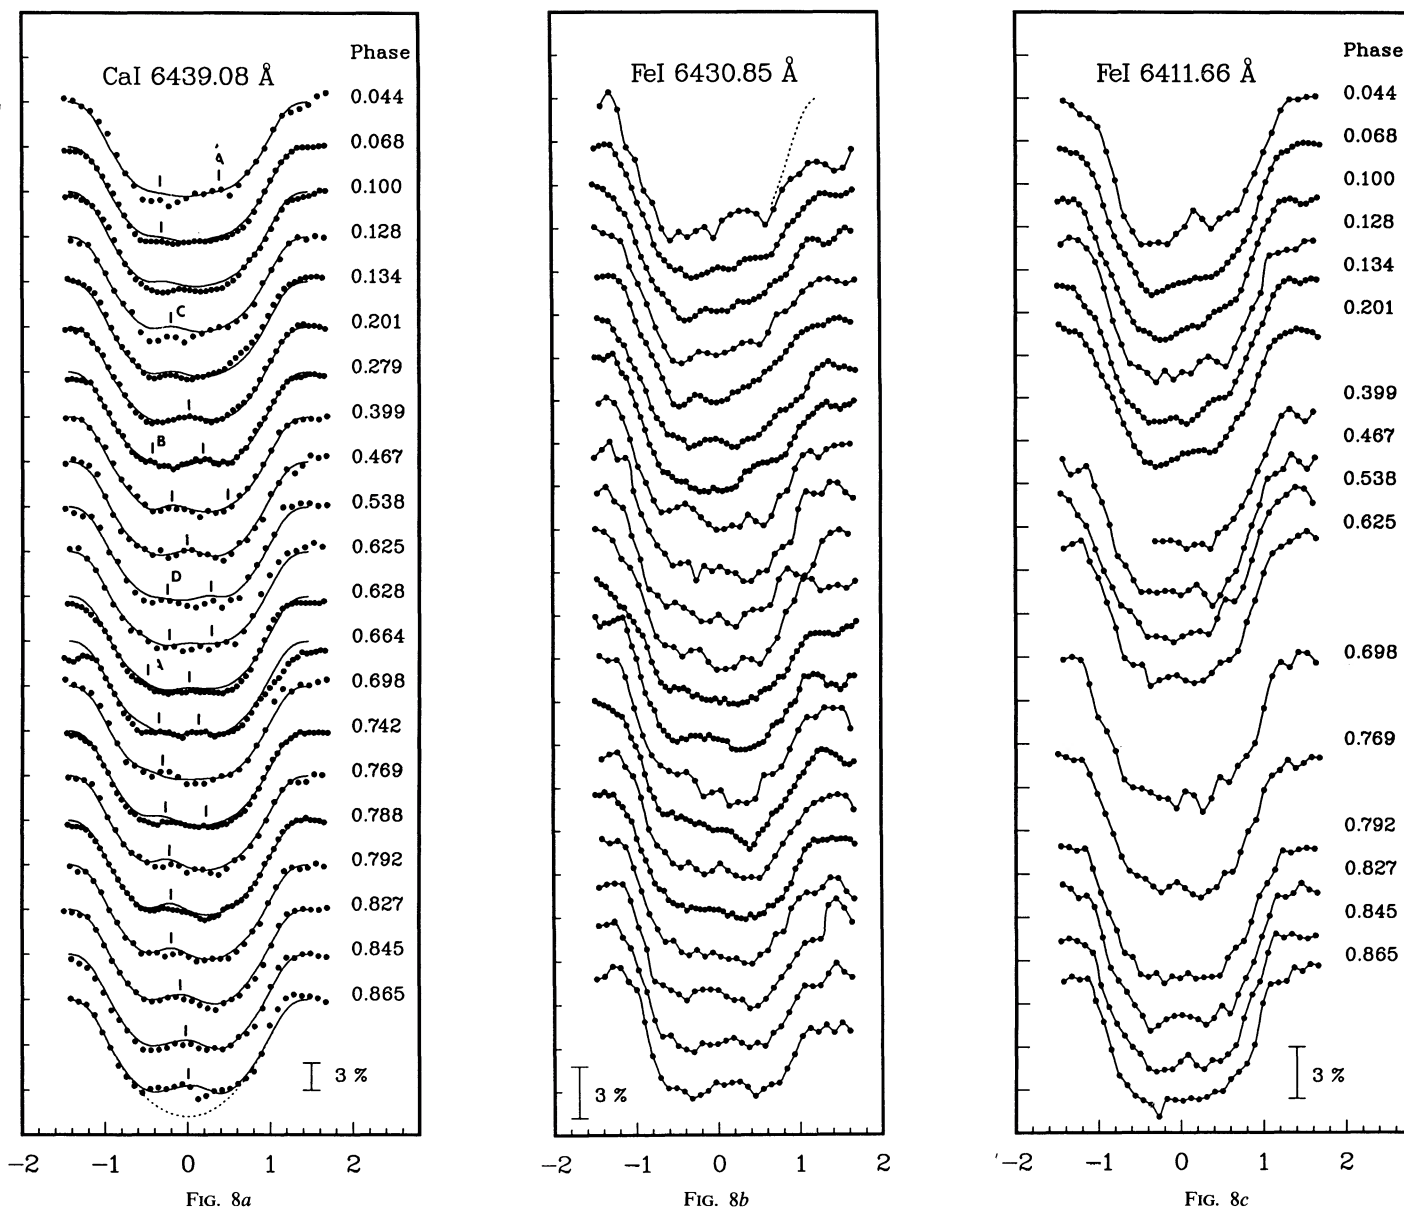 Phase
CaI 6439.08 Å
0.044
A
0.068
0.100
0.128
0.134
C
0.201
0.279
0.399
B
0.467
0.538
0.625
D
0.628
0.664
A
0.698
0.742
0.769
0.788
0.792
0.827
0.845
0.865
3 %
-2 -1 0 1 2
FIG. 8a
FeI 6430.85 Å
3 %
-2 -1 0 1 2
FIG. 8b
Phase
FeI 6411.66 Å
0.044
0.068
0.100
0.128
0.134
0.201
0.399
0.467
0.538
0.625
0.698
0.769
0.792
0.827
0.845
0.865
3 %
-2 -1 0 1 2
FIG. 8c